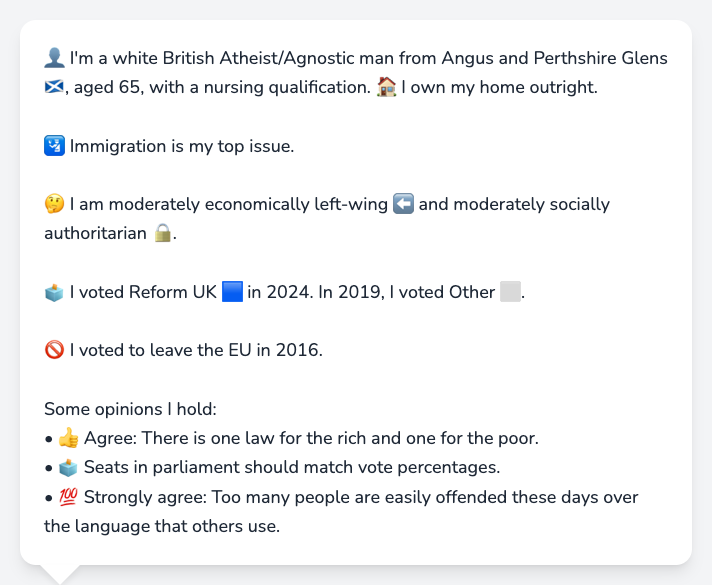 👤 I'm a white British Atheist/Agnostic man from Angus and Perthshire Glens
🏴󠁧󠁢󠁳󠁣󠁴󠁿, aged 65, with a nursing qualification. 🏠 I own my home outright.
🛂 Immigration is my top issue.
🤔 I am moderately economically left-wing ⬅️ and moderately socially
authoritarian 🔒.
🗳️ I voted Reform UK 🟦 in 2024. In 2019, I voted Other ⬜.
🚫 I voted to leave the EU in 2016.
Some opinions I hold:
• 👍 Agree: There is one law for the rich and one for the poor.
• 🗳️ Seats in parliament should match vote percentages.
• 💯 Strongly agree: Too many people are easily offended these days over
the language that others use.